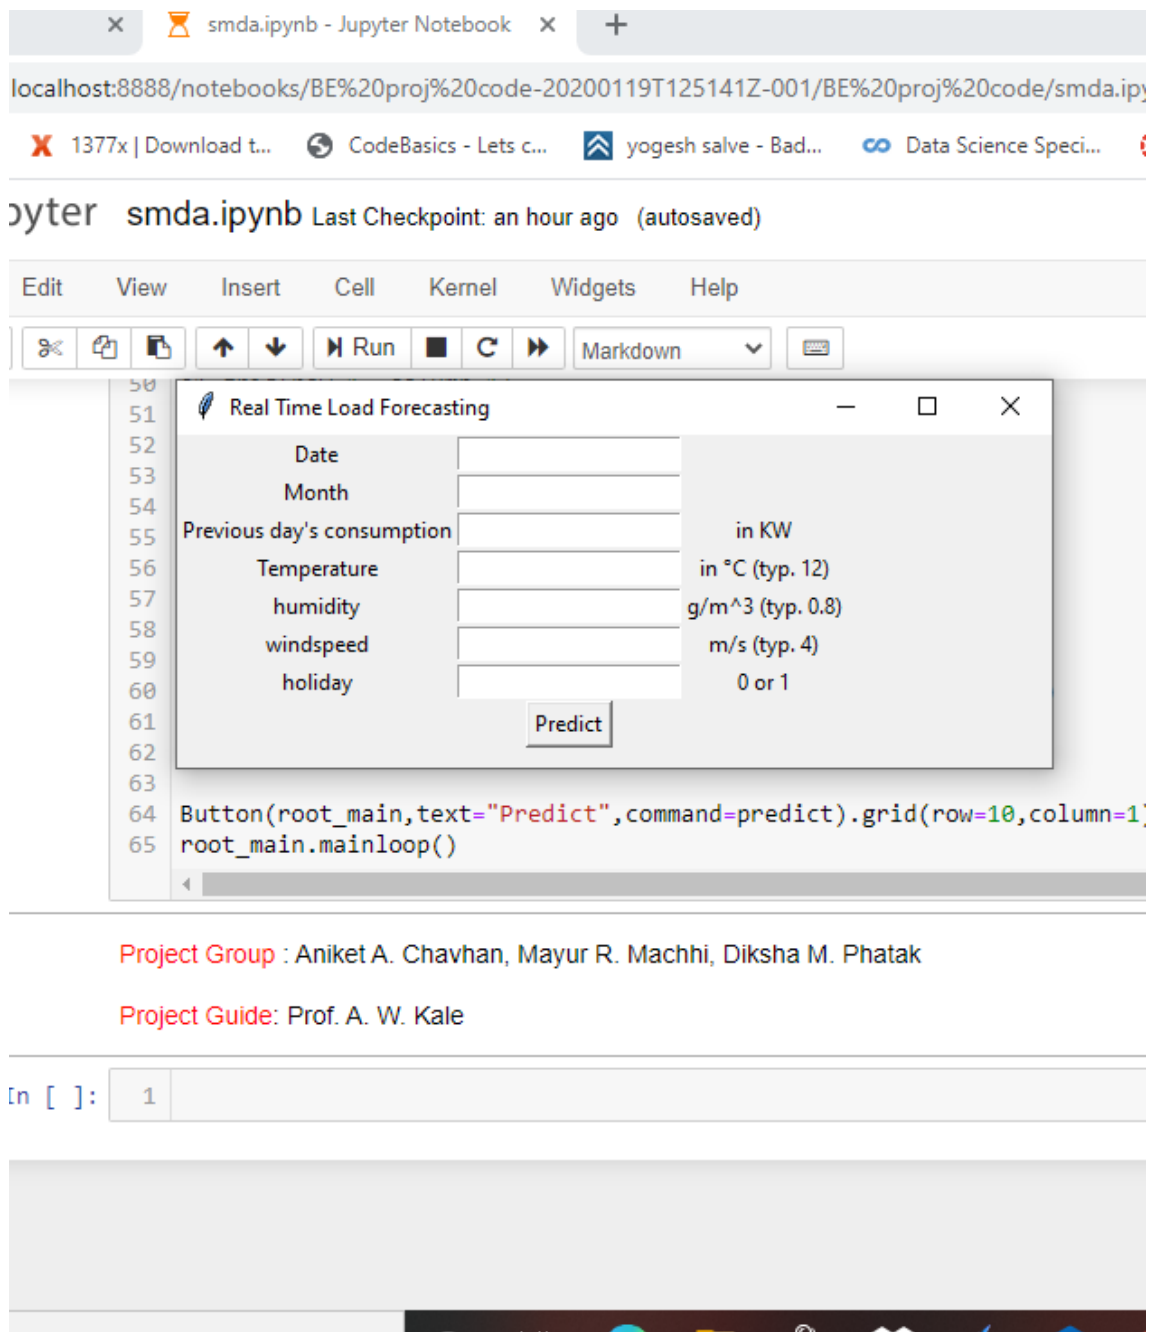 smda.ipynb - Jupyter Notebook
localhost:8888/notebooks/BE%20proj%20code-20200119T125141Z-001/BE%20proj%20code/smda.ipy
1377x | Download t... CodeBasics - Lets c... yogesh salve - Bad... Data Science Speci...
pyter smda.ipynb Last Checkpoint: an hour ago (autosaved)
Edit View Insert Cell Kernel Widgets Help
Run Markdown
50
51 Real Time Load Forecasting
52 Date
53 Month
54
55 Previous day's consumption in KW
56 Temperature in °C (typ. 12)
57 humidity g/m^3 (typ. 0.8)
58 windspeed m/s (typ. 4)
59
60 holiday 0 or 1
61 Predict
62
63
64 Button(root_main,text="Predict",command=predict).grid(row=10,column=1)
65 root_main.mainloop()
Project Group : Aniket A. Chavhan, Mayur R. Machhi, Diksha M. Phatak
Project Guide: Prof. A. W. Kale
In [ ]: 1